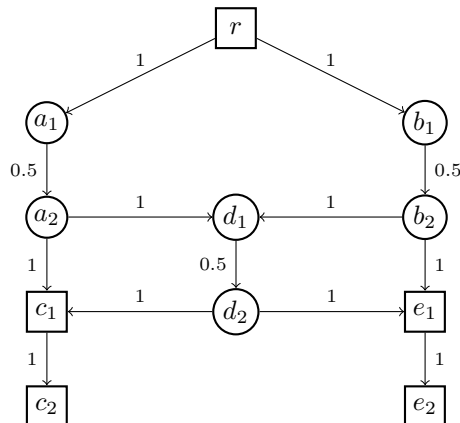 r
1 1
a₁ b₁
0.5 0.5
a₂ 1 d₁ 1 b₂
1 0.5 1
c₁ 1 d₂ 1 e₁
1 1
c₂ e₂